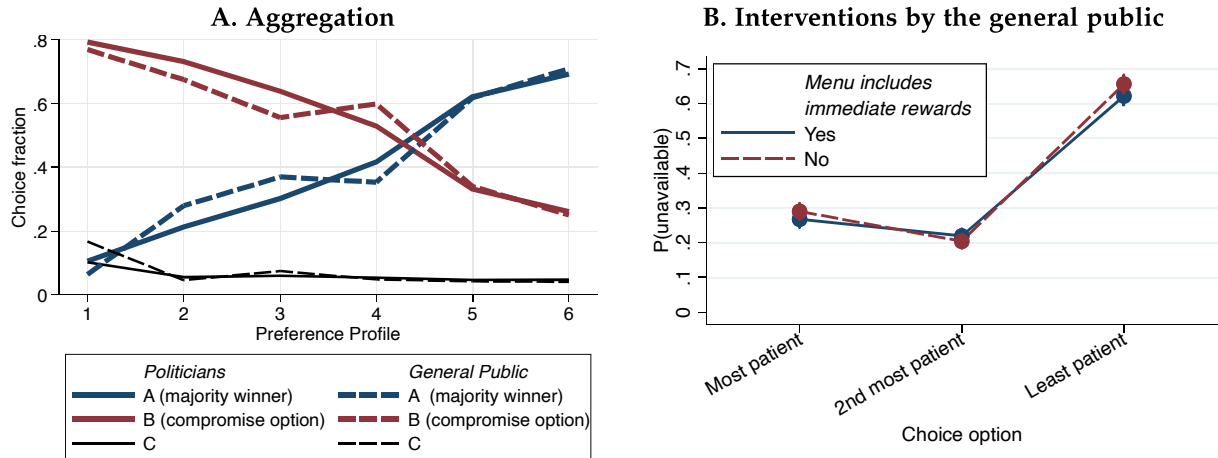 A. Aggregation
.8
.6
.4
.2
0
Choice fraction
1 2 3 4 5 6
Preference Profile
Politicians
A (majority winner)
B (compromise option)
C
General Public
A (majority winner)
B (compromise option)
C
B. Interventions by the general public
.7
.6
.5
.4
.3
.2
.1
0
P(unavailable)
Menu includes
immediate rewards
Yes
No
Most patient
2nd most patient
Least patient
Choice option